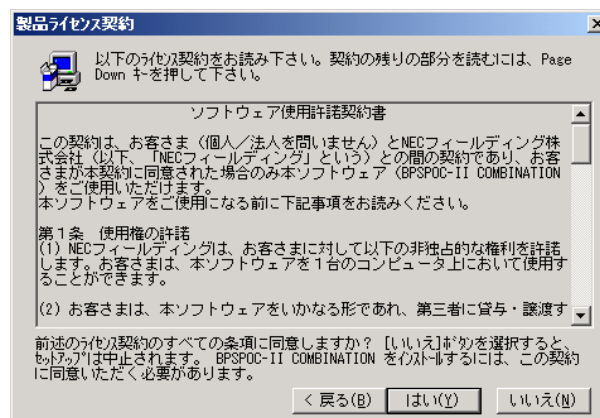 製品ライセンス契約
以下のﾗｲｾﾝｽ契約をお読み下さい。契約の残りの部分を読むには、Page
Down ｷｰを押して下さい。
ソフトウェア使用許諾契約書
この契約は、お客さま（個人／法人を問いません）とNECフィールディング株
式会社（以下、「NECフィールディング」という）との間の契約であり、お客
さまが本契約に同意された場合のみ本ソフトウェア（BPSPOC-II COMBINATION
）をご使用いただけます。
本ソフトウェアをご使用になる前に下記事項をお読みください。
第１条　使用権の許諾
(1) NECフィールディングは、お客さまに対して以下の非独占的な権利を許諾
します。お客さまは、本ソフトウェアを１台のコンピュータ上において使用す
ることができます。
(2) お客さまは、本ソフトウェアをいかなる形であれ、第三者に貸与・譲渡す
前述のﾗｲｾﾝｽ契約のすべての条項に同意しますか？ [いいえ]ﾎﾞﾀﾝを選択すると、
ｾｯﾄｱｯﾌﾟは中止されます。 BPSPOC-II COMBINATION をｲﾝｽﾄｰﾙするには、この契約
に同意いただく必要があります。
< 戻る(B)
はい(Y)
いいえ(N)